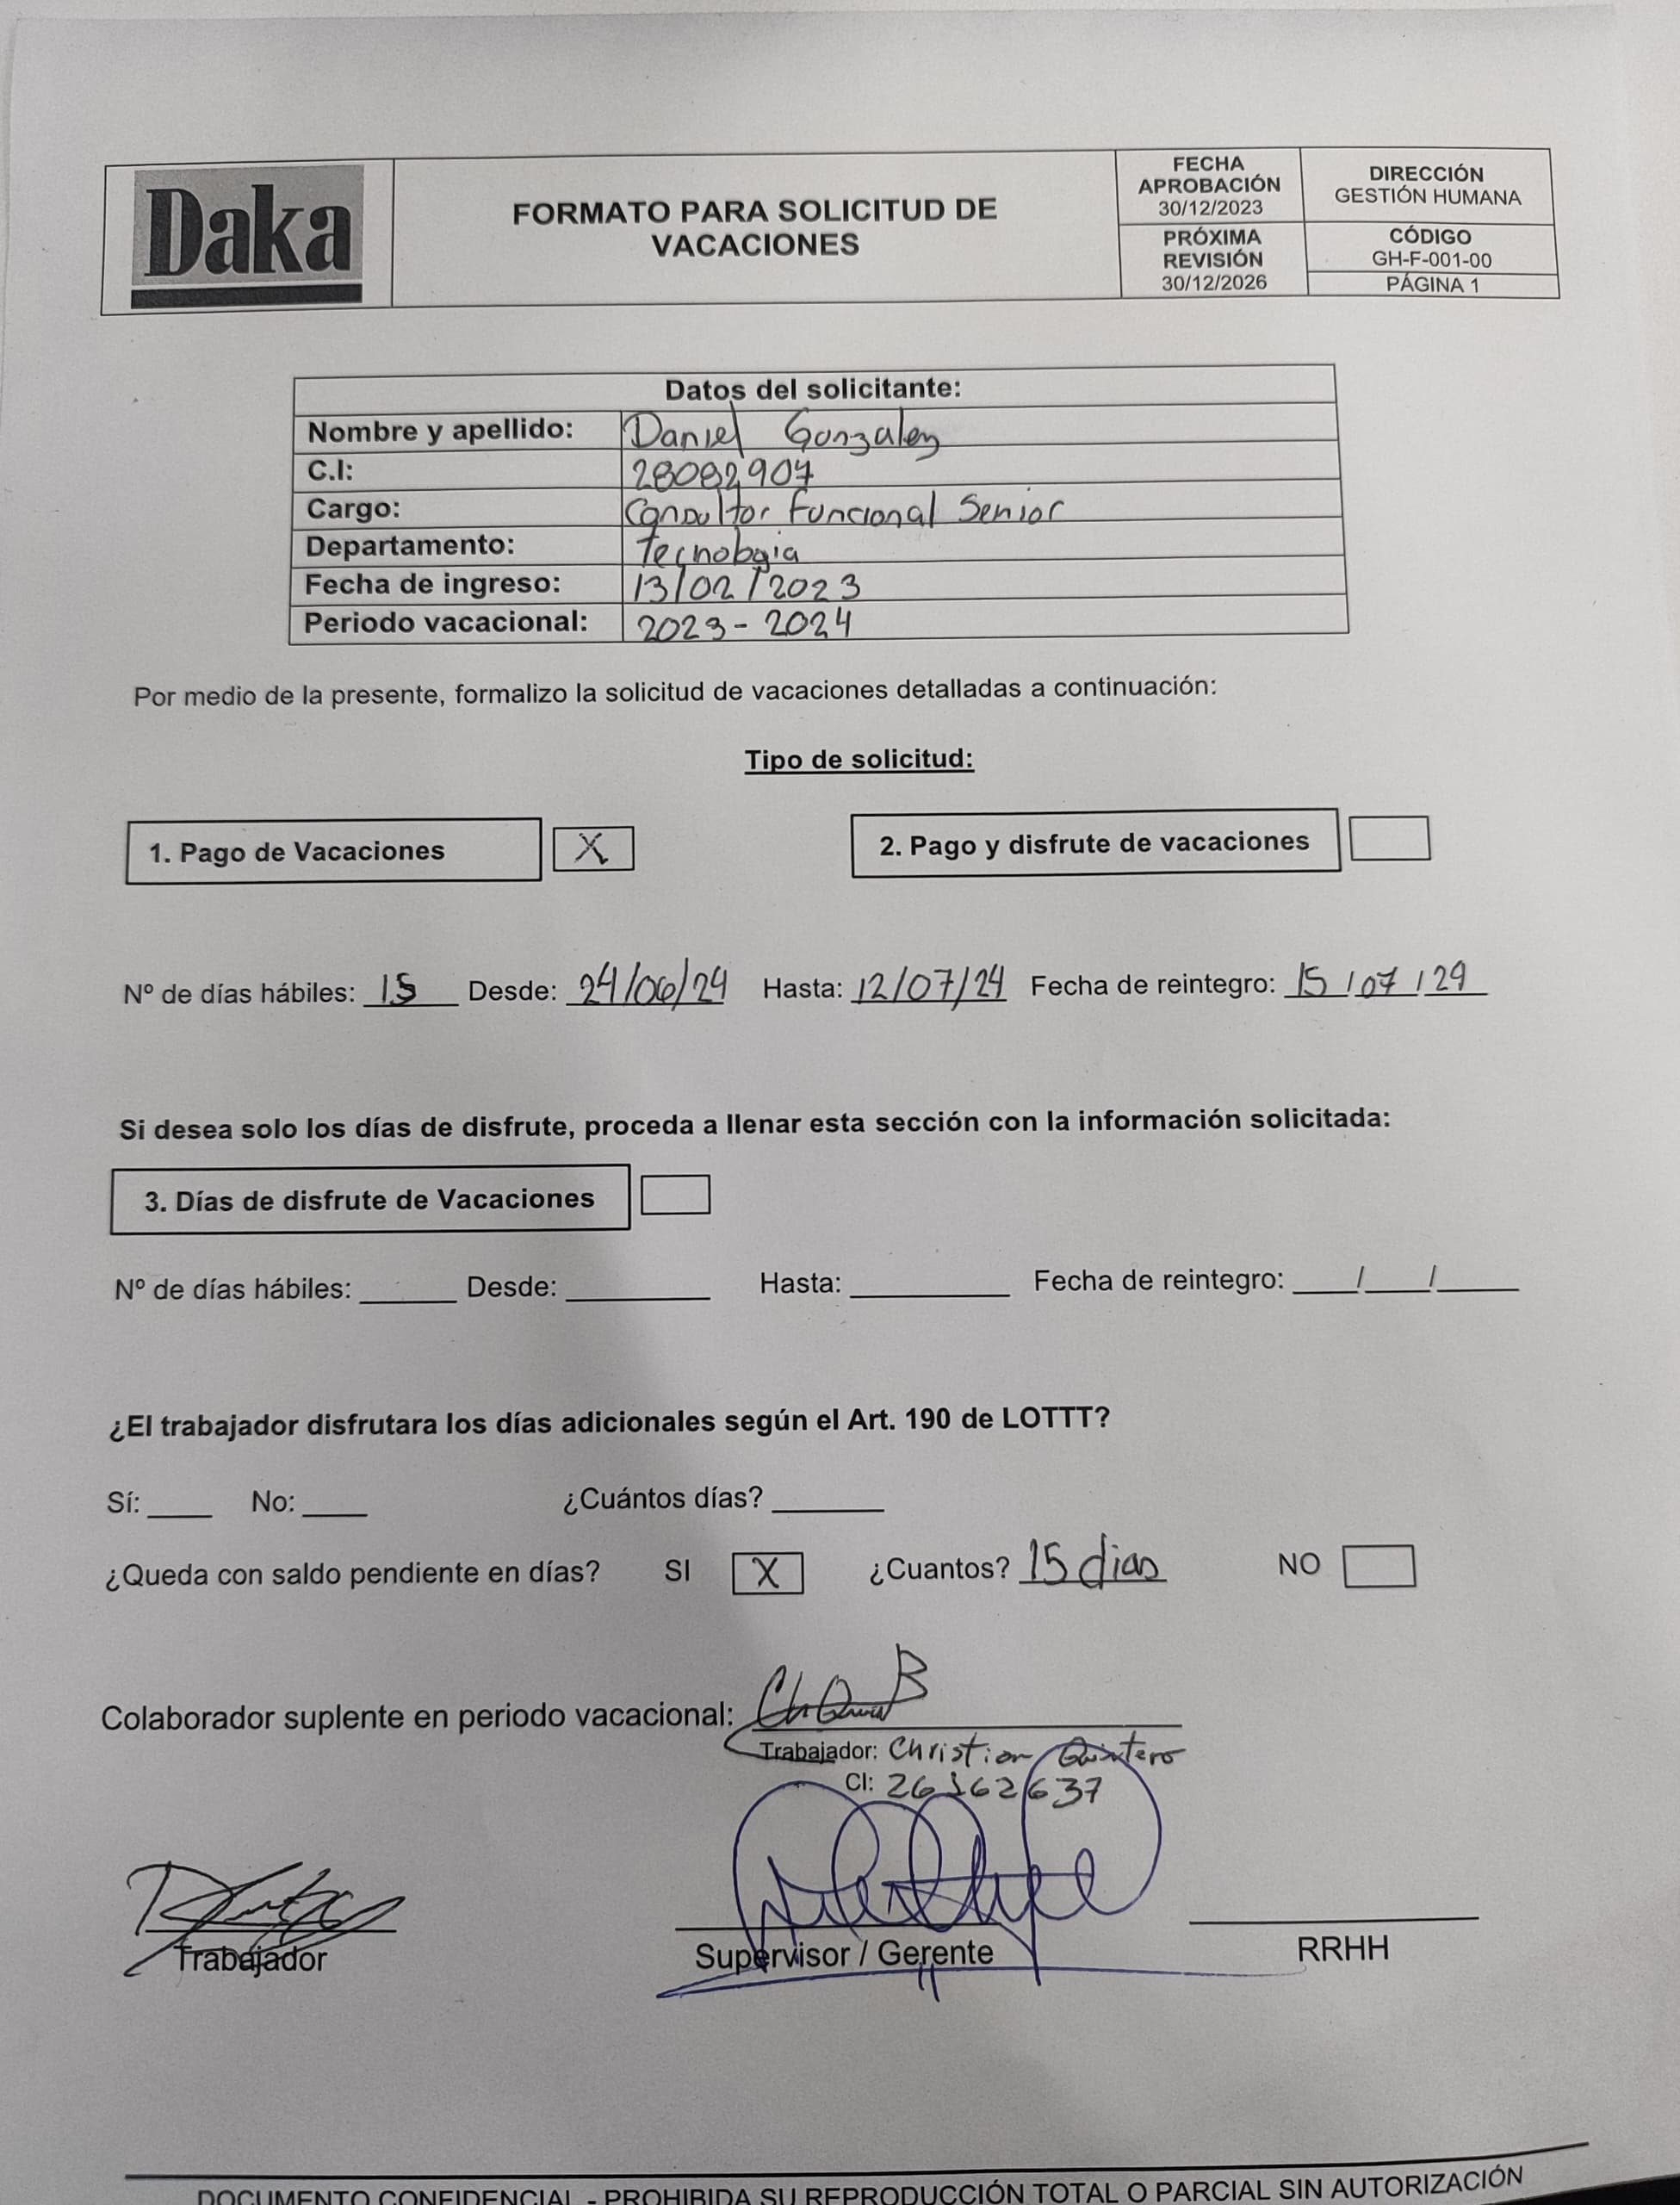 Daka
FORMATO PARA SOLICITUD DE
VACACIONES
FECHA
APROBACIÓN
30/12/2023
PRÓXIMA
REVISIÓN
30/12/2026
DIRECCIÓN
GESTIÓN HUMANA
CÓDIGO
GH-F-001-00
PÁGINA 1
Datos del solicitante:
Nombre y apellido: Daniel Gonzalez
C.I: 28082907
Cargo: Consultor Funcional Senior
Departamento: Tecnologia
Fecha de ingreso: 13/02/2023
Periodo vacacional: 2023-2024
Por medio de la presente, formalizo la solicitud de vacaciones detalladas a continuación:
Tipo de solicitud:
1. Pago de Vacaciones X 2. Pago y disfrute de vacaciones
Nº de días hábiles: 15 Desde: 24/06/24 Hasta: 12/07/24 Fecha de reintegro: 15/07/24
Si desea solo los días de disfrute, proceda a llenar esta sección con la información solicitada:
3. Días de disfrute de Vacaciones
Nº de días hábiles: ______ Desde: _________ Hasta: __________ Fecha de reintegro: ____/____/_____
¿El trabajador disfrutara los días adicionales según el Art. 190 de LOTTT?
Sí: ____ No: ____ ¿Cuántos días? _______
¿Queda con saldo pendiente en días? SI X ¿Cuantos? 15 dias NO
Colaborador suplente en periodo vacacional:
Trabajador: Christian Quintero
CI: 26162637
Trabajador Supervisor / Gerente RRHH
DOCUMENTO CONFIDENCIAL - PROHIBIDA SU REPRODUCCIÓN TOTAL O PARCIAL SIN AUTORIZACIÓN